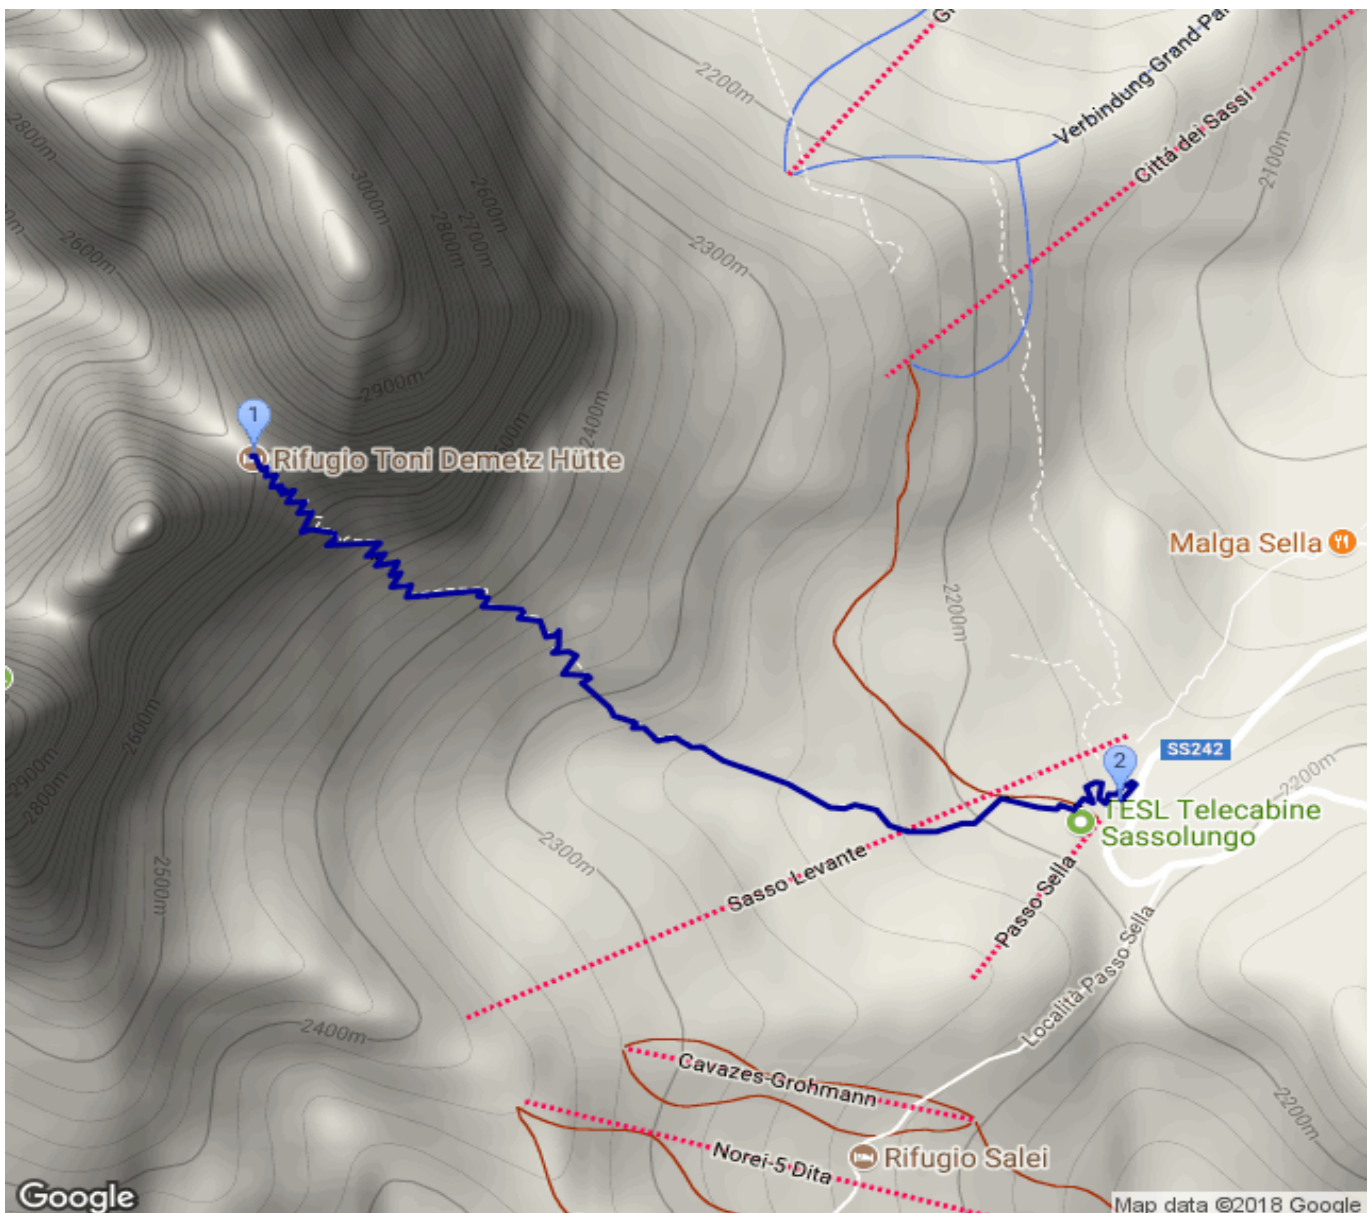 2200m
Verbindung Grand Par
Città dei Sassi
2100m
2800m
3000m
2600m
2700m
2800m
2600m
2300m
2900m
2400m
1
Rifugio Toni Demetz Hütte
Malga Sella
2200m
SS242
2
2200m
TESL Telecabine
Sassolungo
2600m
2900m
2800m
2500m
2300m
Sasso Levante
Passo Sella
Località Passo Sella
2400m
Cavazes-Grohmann
2200m
Norei-5 Dita
Rifugio Salei
Google
Map data ©2018 Google